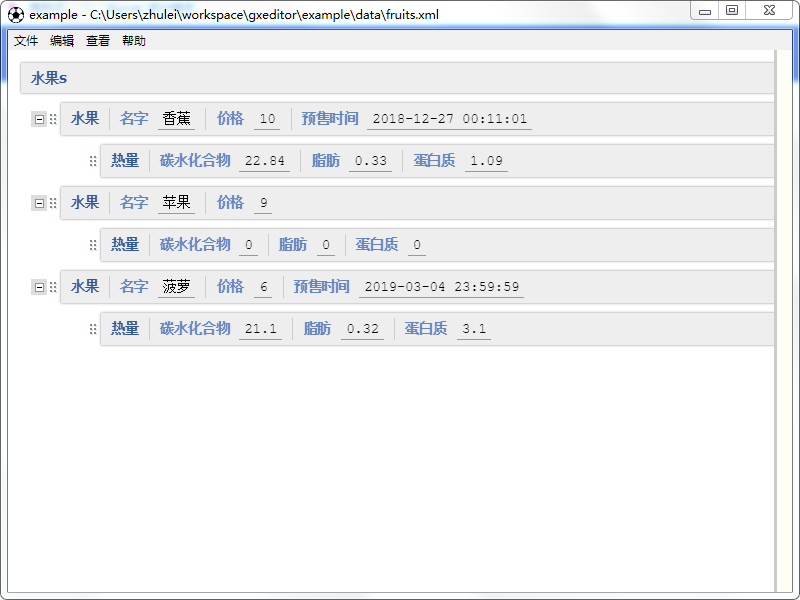 example - C:\Users\zhulei\workspace\gxeditor\example\data\fruits.xml
文件 编辑 查看 帮助
水果s
水果 名字 香蕉 价格 10 预售时间 2018-12-27 00:11:01
热量 碳水化合物 22.84 脂肪 0.33 蛋白质 1.09
水果 名字 苹果 价格 9
热量 碳水化合物 0 脂肪 0 蛋白质 0
水果 名字 菠萝 价格 6 预售时间 2019-03-04 23:59:59
热量 碳水化合物 21.1 脂肪 0.32 蛋白质 3.1